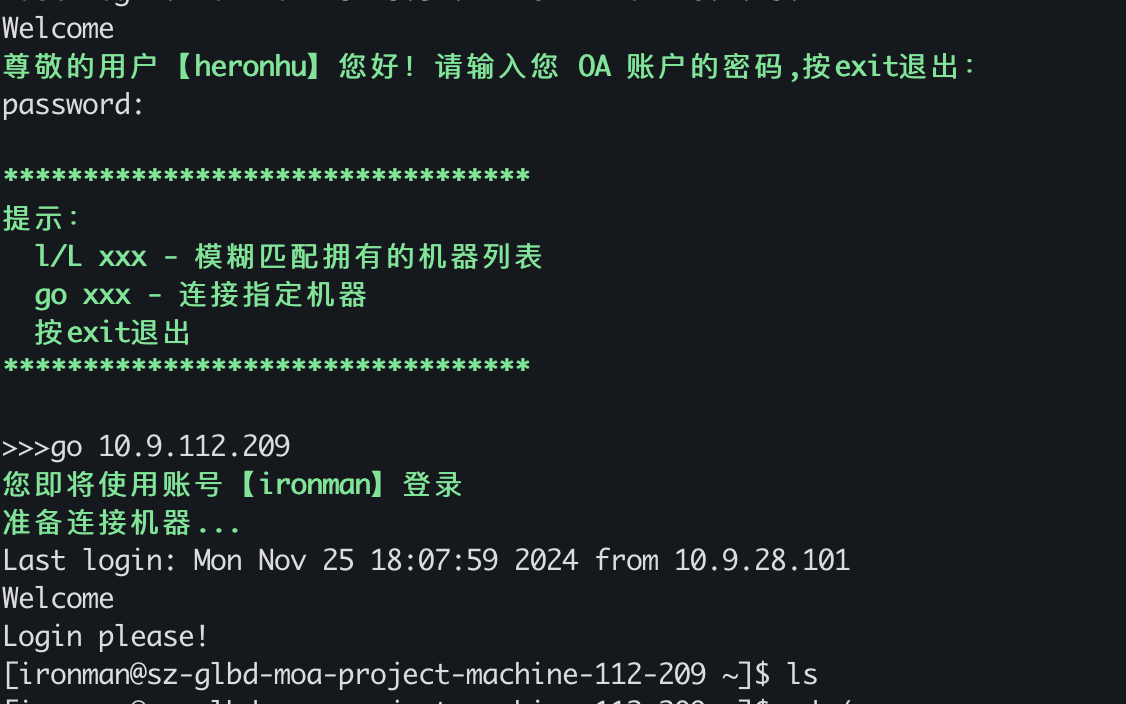 Welcome
尊敬的用户【heronhu】您好! 请输入您 OA 账户的密码,按exit退出:
password:
*********************************
提示:
l/L xxx - 模糊匹配拥有的机器列表
go xxx - 连接指定机器
按exit退出
*********************************
>>>go 10.9.112.209
您即将使用账号【ironman】登录
准备连接机器...
Last login: Mon Nov 25 18:07:59 2024 from 10.9.28.101
Welcome
Login please!
[ironman@sz-glbd-moa-project-machine-112-209 ~]$ ls